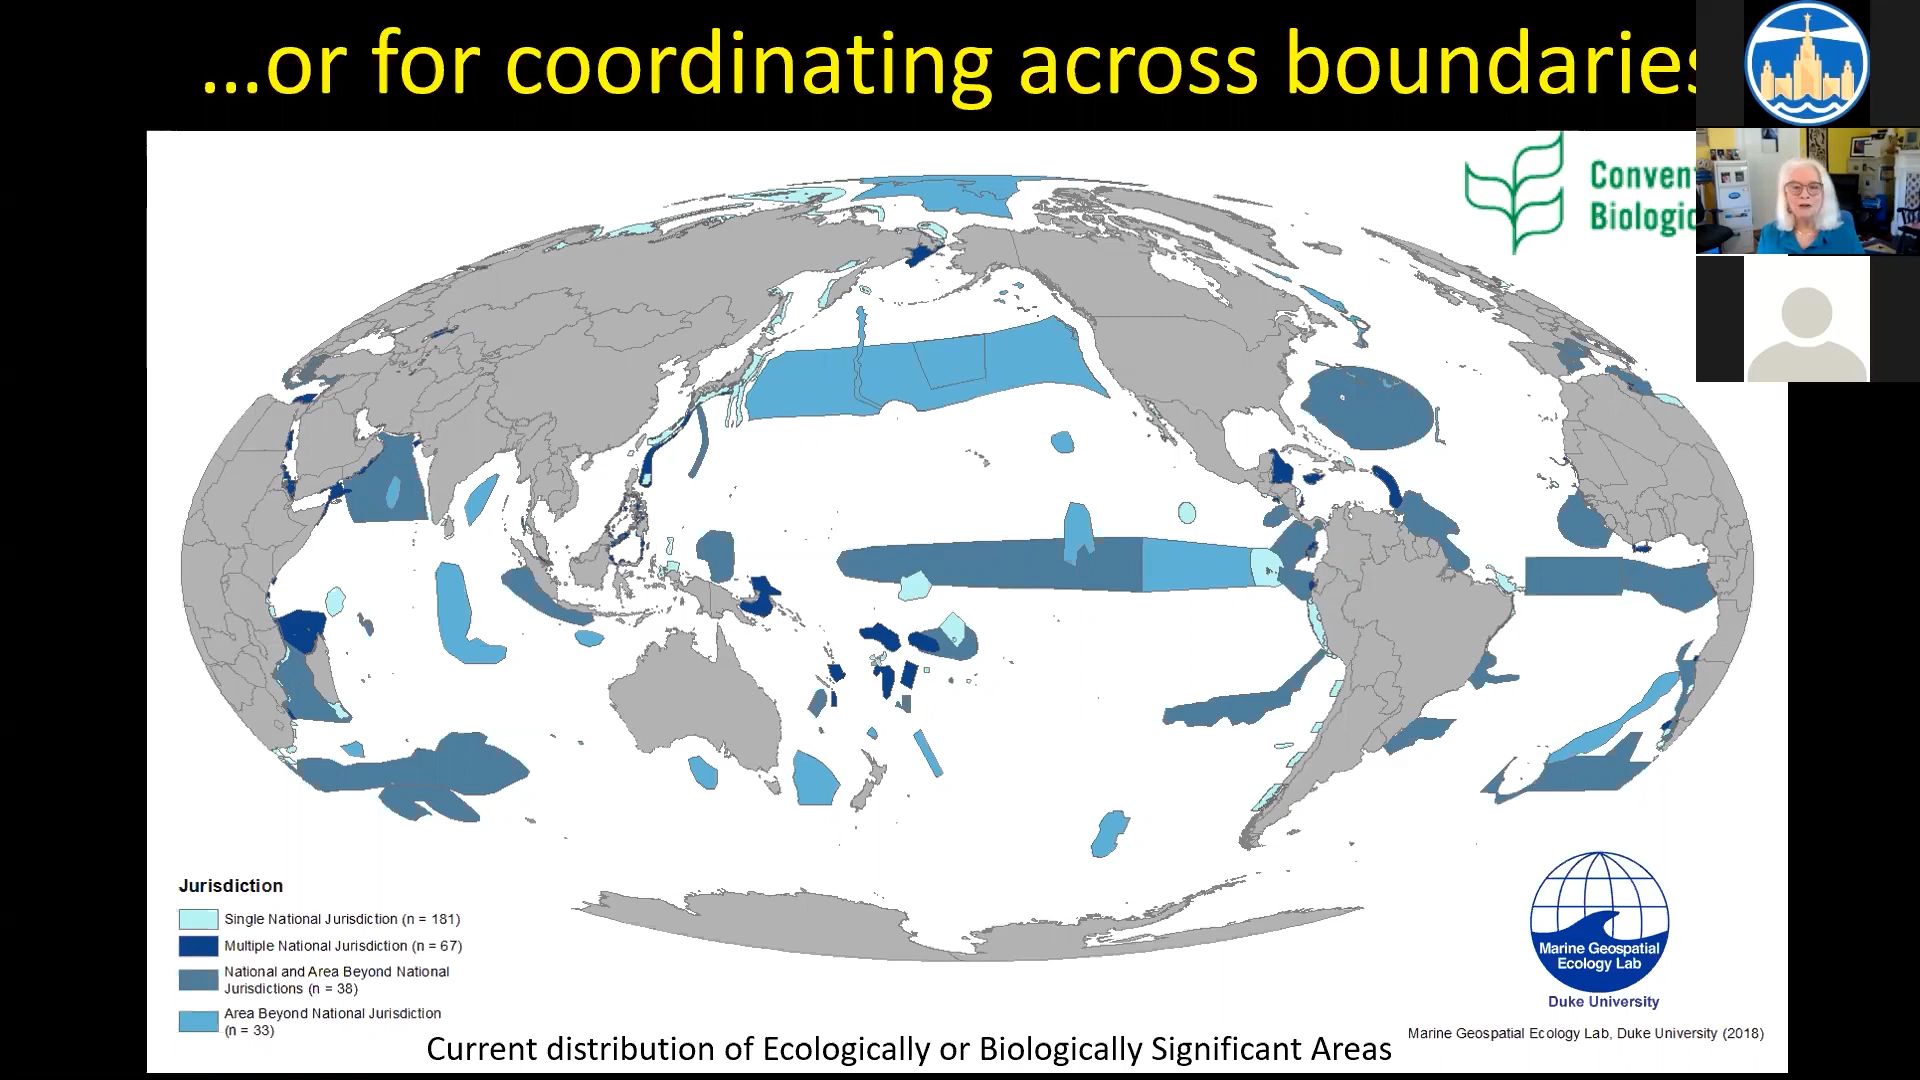 ...or for coordinating across boundaries
Conven
Biologic
Jurisdiction
Single National Jurisdiction (n = 181)
Multiple National Jurisdiction (n = 67)
National and Area Beyond National
Jurisdictions (n = 38)
Area Beyond National Jurisdiction
(n = 33)
Marine Geospatial
Ecology Lab
Duke University
Marine Geospatial Ecology Lab, Duke University (2018)
Current distribution of Ecologically or Biologically Significant Areas